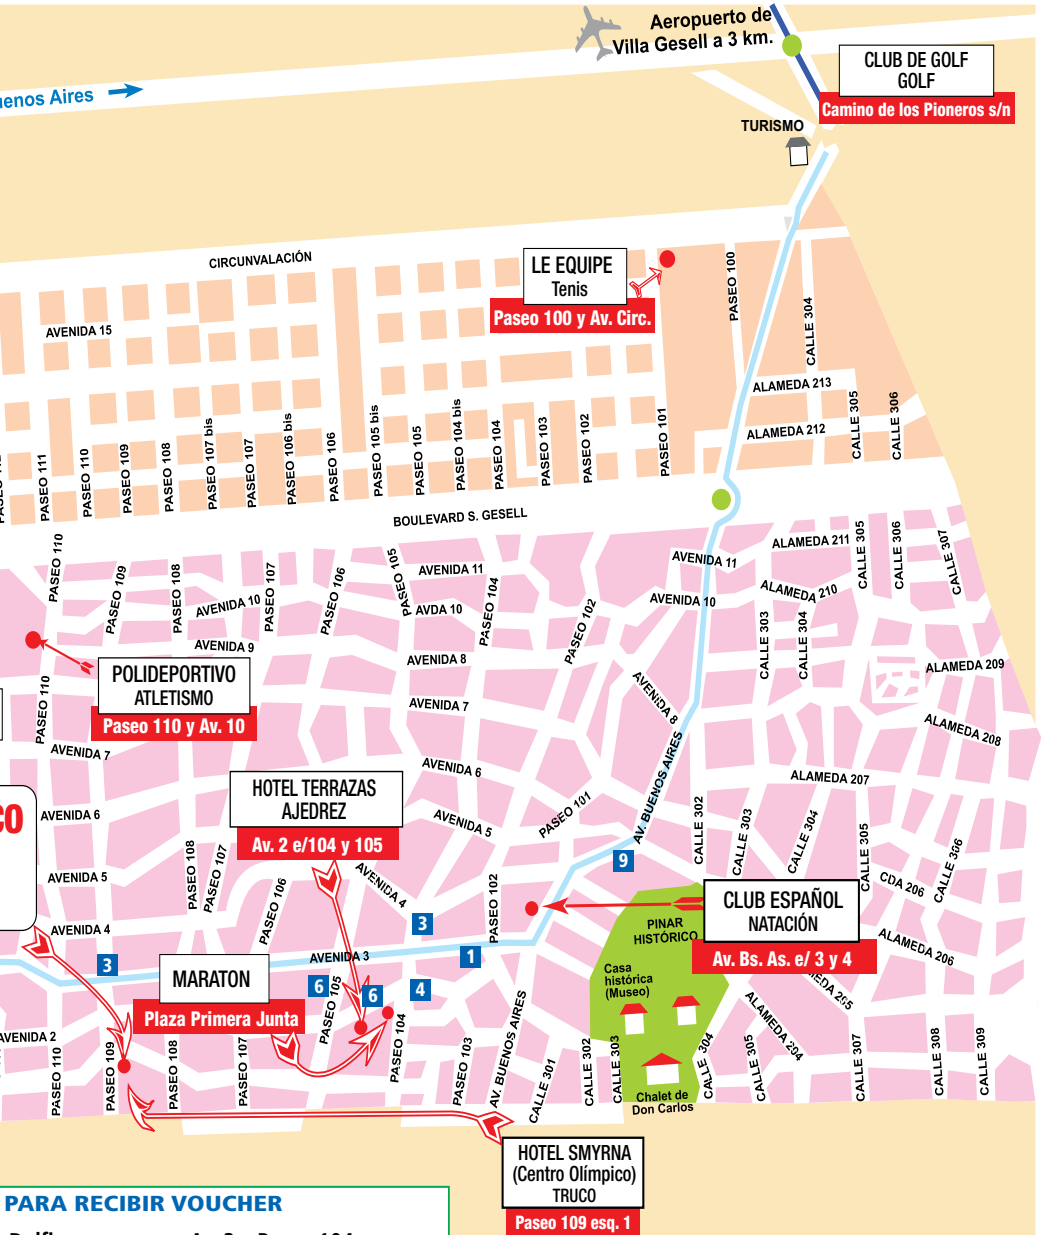 Aeropuerto de
Villa Gesell a 3 km.
CLUB DE GOLF
GOLF
Camino de los Pioneros s/n
uenos Aires
TURISMO
CIRCUNVALACIÓN
LE EQUIPE
Tenis
Paseo 100 y Av. Circ.
PASEO 100
CALLE 304
AVENIDA 15
ALAMEDA 213
ALAMEDA 212
CALLE 305
CALLE 306
PASEO 111
PASEO 110
PASEO 109
PASEO 108
PASEO 107 bis
PASEO 107
PASEO 106 bis
PASEO 106
PASEO 105 bis
PASEO 105
PASEO 104 bis
PASEO 104
PASEO 103
PASEO 102
PASEO 101
BOULEVARD S. GESELL
PASEO 110
PASEO 109
PASEO 108
PASEO 107
PASEO 106
PASEO 105
AVENIDA 11
PASEO 104
AVENIDA 11
ALAMEDA 211
CALLE 305
CALLE 306
CALLE 307
AVENIDA 10
AVDA 10
PASEO 102
AVENIDA 10
ALAMEDA 210
CALLE 303
CALLE 304
AVENIDA 9
AVENIDA 8
AVENIDA 8
ALAMEDA 209
POLIDEPORTIVO
ATLETISMO
Paseo 110 y Av. 10
PASEO 110
AVENIDA 7
AVENIDA 7
ALAMEDA 208
AVENIDA 6
ALAMEDA 207
HOTEL TERRAZAS
AJEDREZ
Av. 2 e/104 y 105
CO
AVENIDA 6
AVENIDA 5
PASEO 101
AV. BUENOS AIRES
CALLE 302
CALLE 303
CALLE 304
CALLE 305
CALLE 306
9
AVENIDA 5
PASEO 108
PASEO 107
PASEO 106
AVENIDA 4
PASEO 102
CDA 206
CLUB ESPAÑOL
NATACIÓN
Av. Bs. As. e/ 3 y 4
PINAR
HISTÓRICO
AVENIDA 4
3
ALAMEDA 206
AVENIDA 3
1
3
MARATON
Plaza Primera Junta
6
6
4
PASEO 105
Casa
histórica
(Museo)
MEDA 205
ALAMEDA 204
AVENIDA 2
PASEO 110
PASEO 109
PASEO 108
PASEO 107
PASEO 104
PASEO 103
AV. BUENOS AIRES
CALLE 301
CALLE 302
CALLE 303
CALLE 304
CALLE 305
CALLE 307
CALLE 308
CALLE 309
Chalet de
Don Carlos
HOTEL SMYRNA
(Centro Olímpico)
TRUCO
Paseo 109 esq. 1
PARA RECIBIR VOUCHER